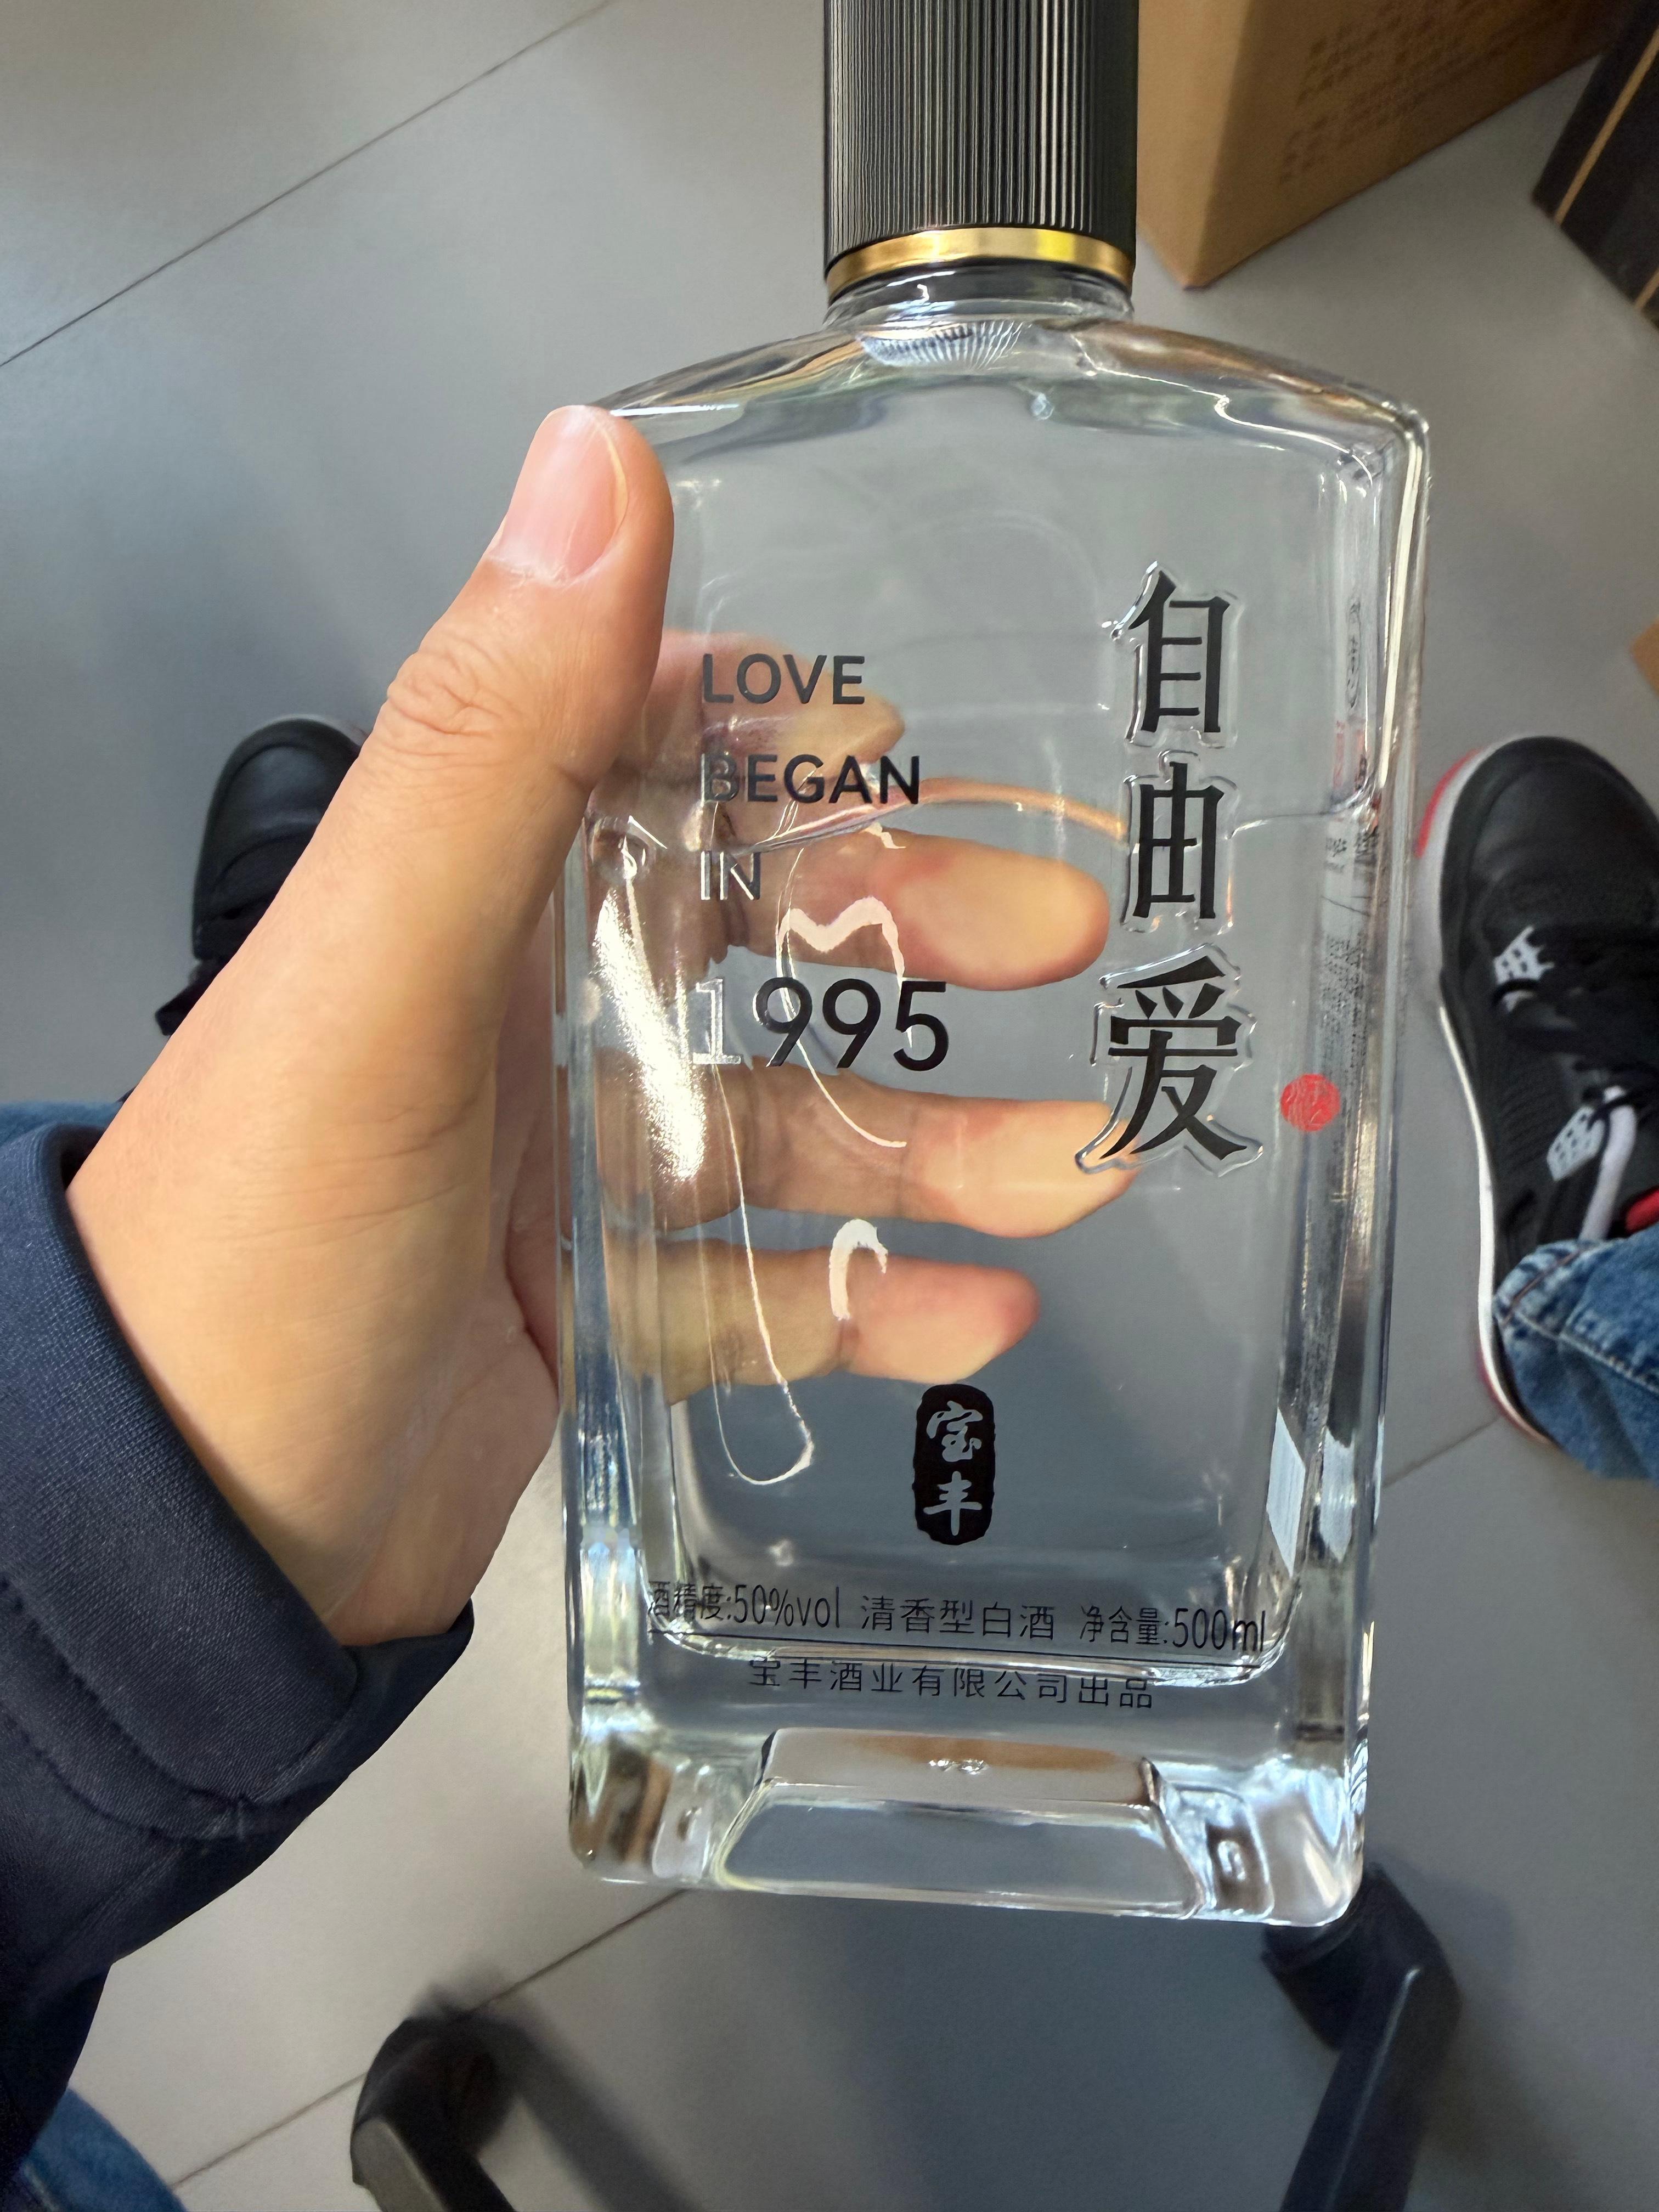 LOVE
BEGAN
IN
1995
自由爱
宝丰
酒精度:50%vol 清香型白酒 净含量:500ml
宝丰酒业有限公司出品